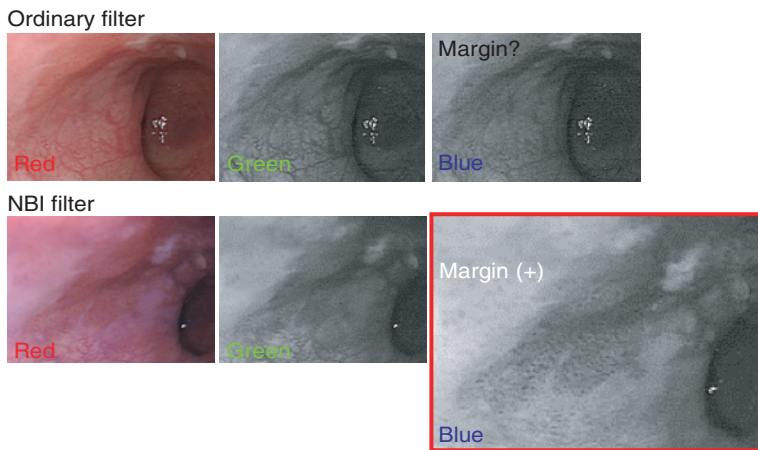 Ordinary filter
Margin?
Red
Green
Blue
NBI filter
Margin (+)
Red
Green
Blue